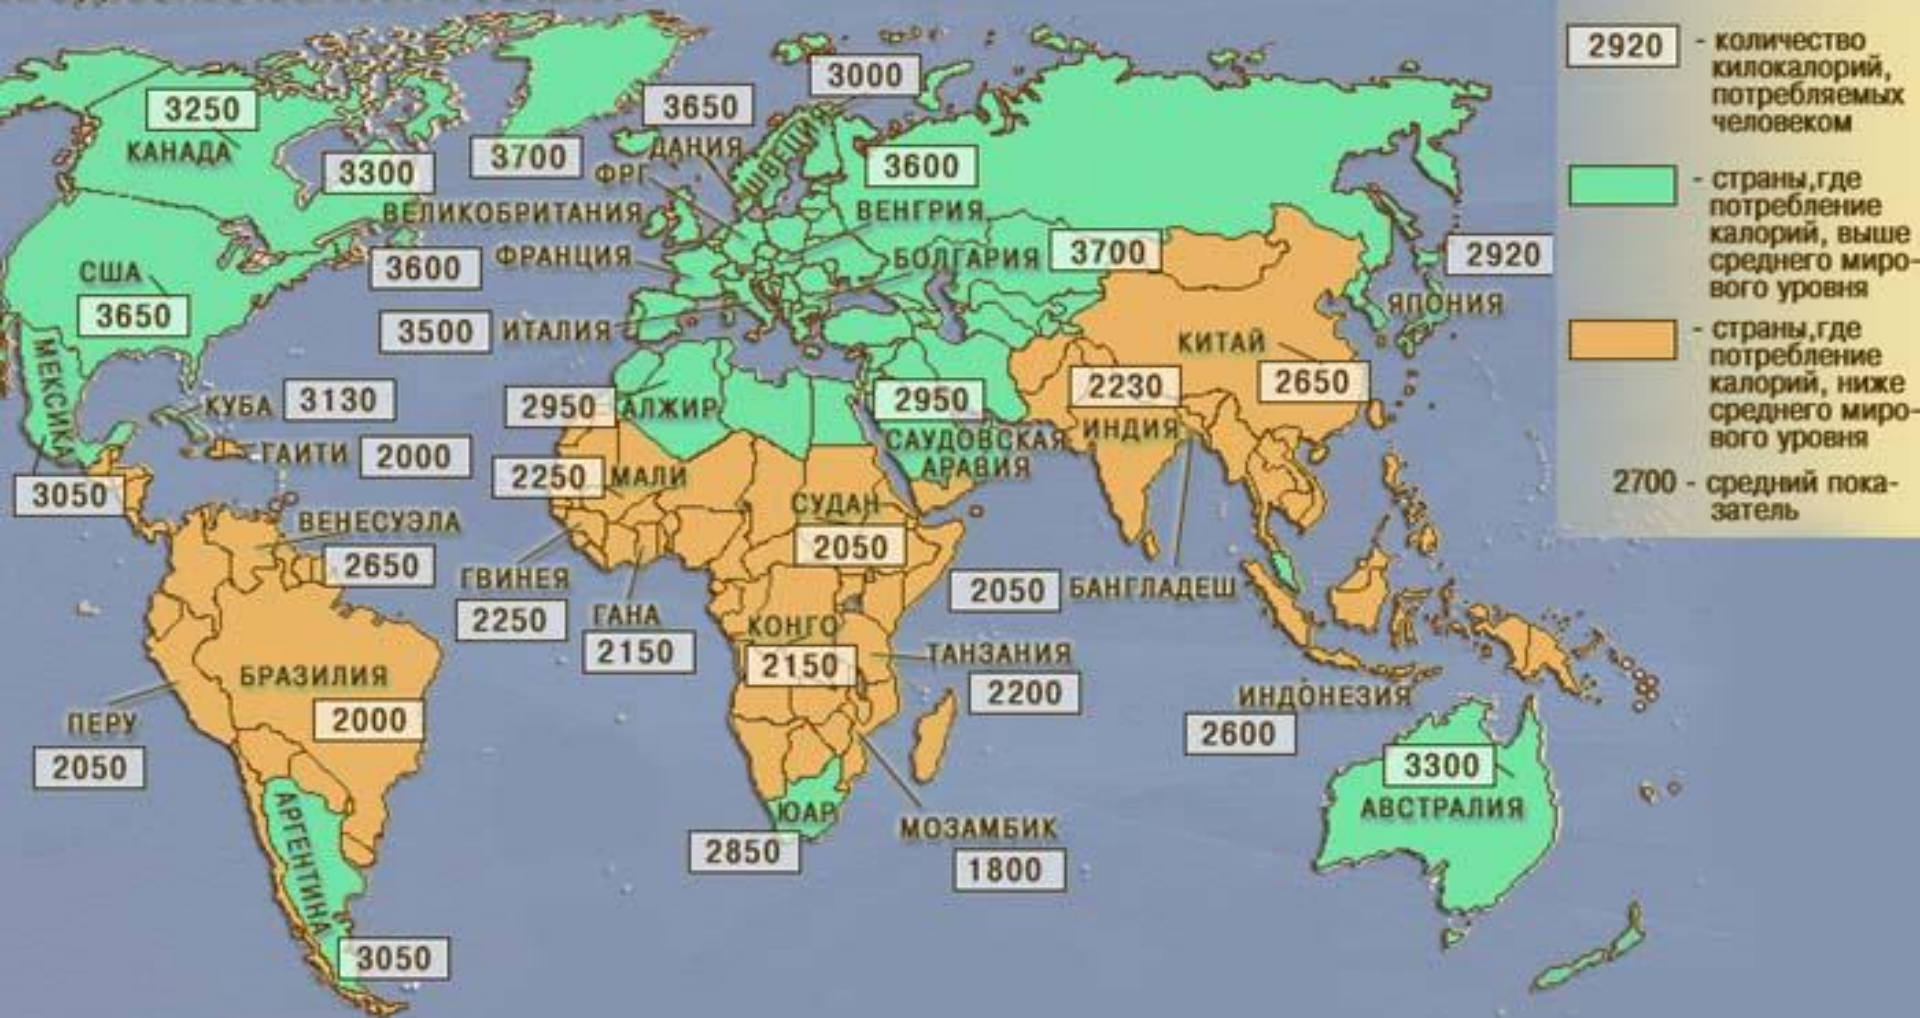 3000
3250
3650
КАНАДА
ДАНИЯ
ШВЕЦИЯ
3300
3700
ФРГ
3600
ВЕЛИКОБРИТАНИЯ
ВЕНГРИЯ
США
3600
ФРАНЦИЯ
БОЛГАРИЯ
3700
2920
3650
3500
ИТАЛИЯ
ЯПОНИЯ
МЕКСИКА
КИТАЙ
2650
КУБА
3130
2950
АЛЖИР
2950
2230
ИНДИЯ
ГАИТИ
2000
САУДОВСКАЯ
АРАВИЯ
3050
2250
МАЛИ
СУДАН
2050
ВЕНЕСУЭЛА
2650
ГВИНЕЯ
2250
ГАНА
2150
2050
БАНГЛАДЕШ
КОНГО
2150
ТАНЗАНИЯ
2200
БРАЗИЛИЯ
2000
ПЕРУ
2050
ИНДОНЕЗИЯ
2600
3300
АВСТРАЛИЯ
АРГЕНТИНА
3050
ЮАР
2850
МОЗАМБИК
1800
2920 - количество
килокалорий,
потребляемых
человеком
- страны,где
потребление
калорий, выше
среднего миро-
вого уровня
- страны,где
потребление
калорий, ниже
среднего миро-
вого уровня
2700 - средний пока-
затель